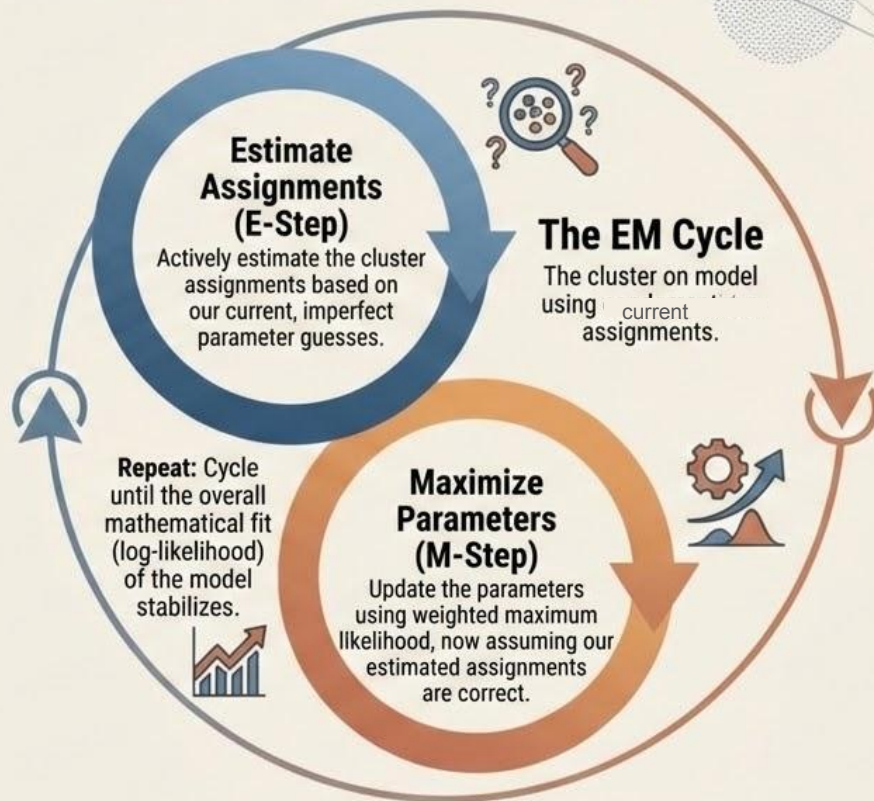 Estimate
Assignments
(E-Step)
Actively estimate the cluster
assignments based on
our current, imperfect
parameter guesses.
? ? ? ?
The EM Cycle
The cluster on model
using
current
assignments.
Repeat: Cycle
until the overall
mathematical fit
(log-likelihood)
of the model
stabilizes.
Maximize
Parameters
(M-Step)
Update the parameters
using weighted maximum
likelihood, now assuming our
estimated assignments
are correct.